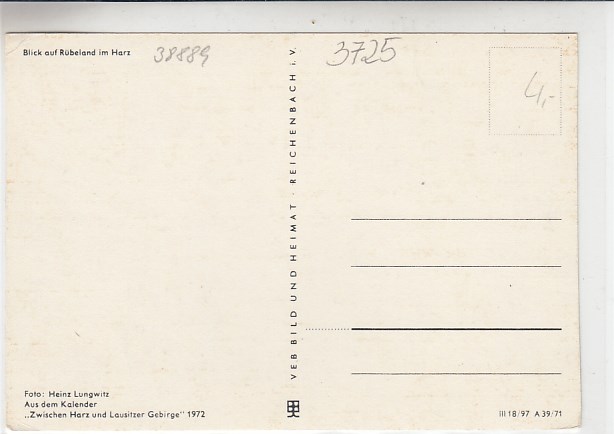 Blick auf Rübeland im Harz
38889
3725
4,-
VEB BILD UND HEIMAT · REICHENBACH i. V.
Foto: Heinz Lungwitz
Aus dem Kalender
„Zwischen Harz und Lausitzer Gebirge" 1972
III 18/97 A 39/71